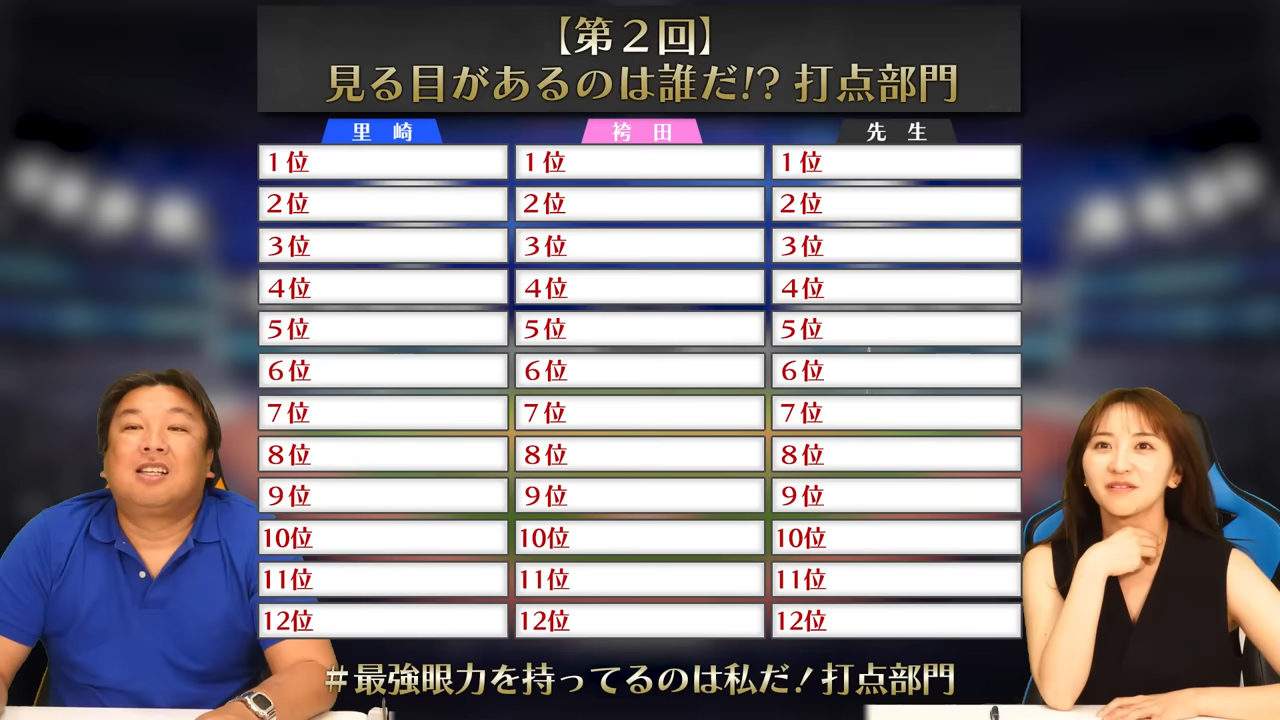 【第２回】
見る目があるのは誰だ!? 打点部門
里崎 袴田 先生
1位 1位 1位
2位 2位 2位
3位 3位 3位
4位 4位 4位
5位 5位 5位
6位 6位 6位
7位 7位 7位
8位 8位 8位
9位 9位 9位
10位 10位 10位
11位 11位 11位
12位 12位 12位
#最強眼力を持ってるのは私だ！打点部門